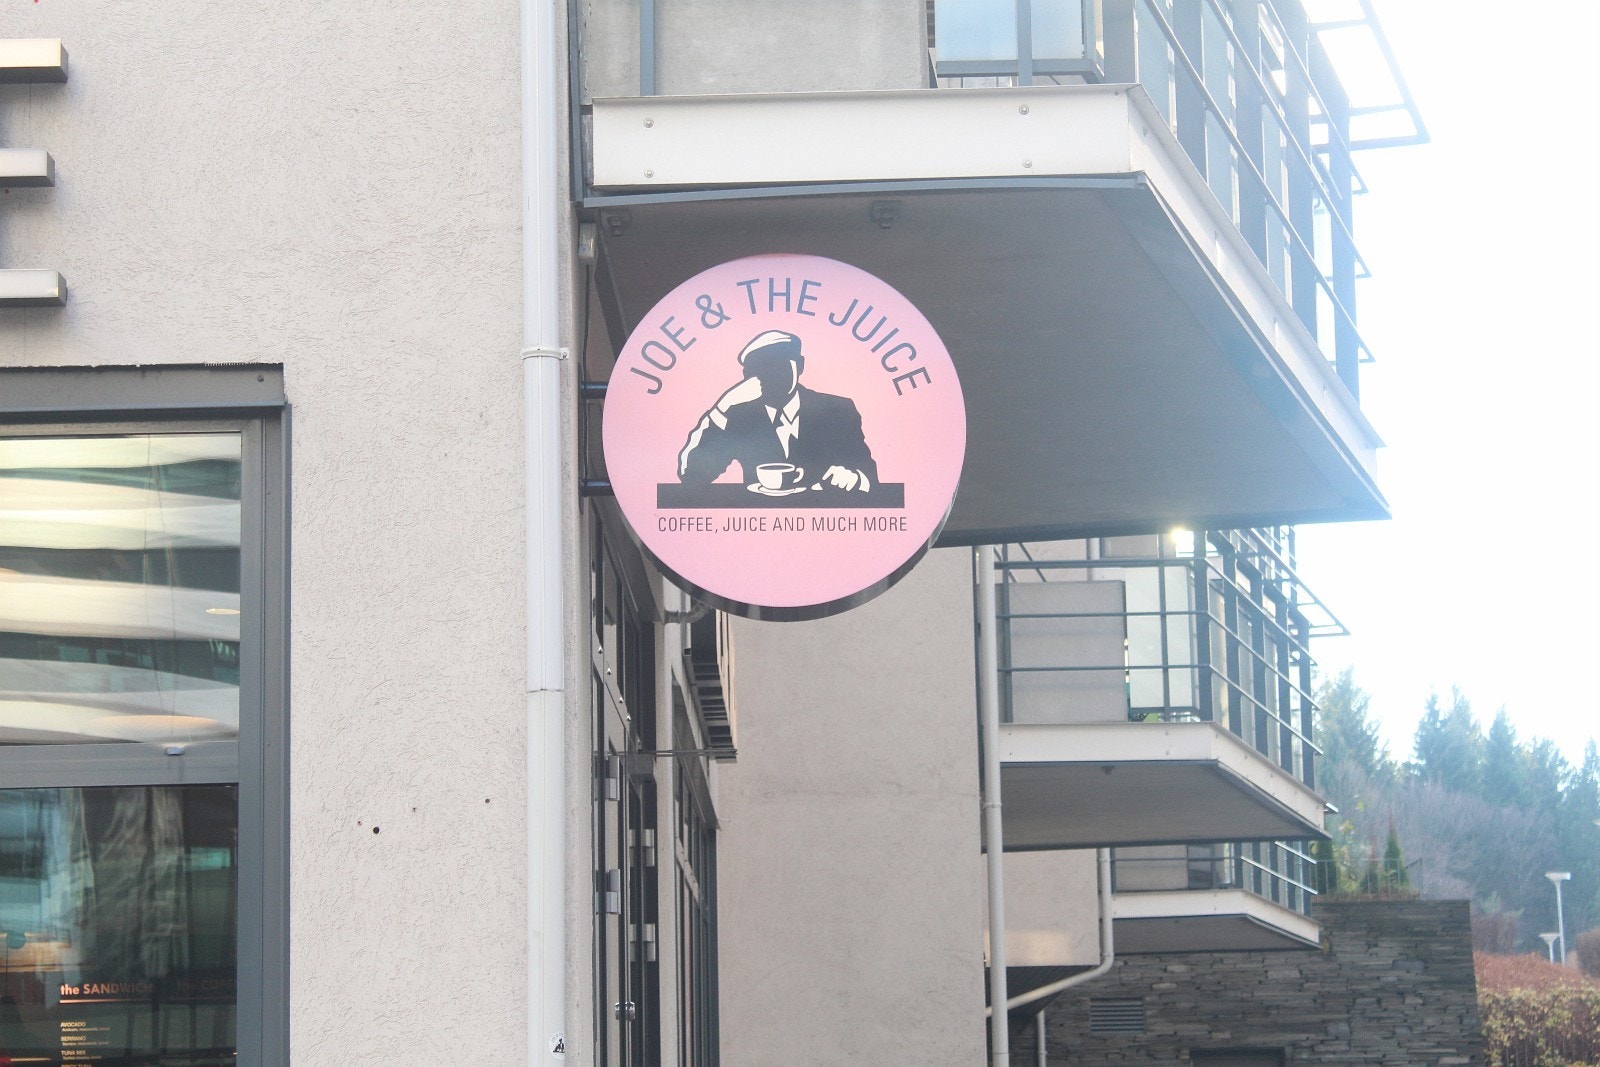 JOE & THE JUICE
COFFEE, JUICE AND MUCH MORE
the SANDWICH
AVOCADO
SERRANO
TUNA MIX